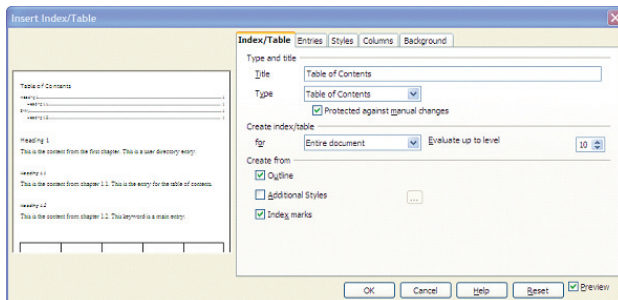 Insert Index/Table
Index/Table Entries Styles Columns Background
Type and title
Title Table of Contents
Type Table of Contents
Protected against manual changes
Create index/table
for Entire document Evaluate up to level 10
Create from
Outline
Additional Styles ...
Index marks
OK Cancel Help Reset Preview
Table of Contents
Heading 1
This is the content from the first chapter. This is a user directory entry.
Heading 1.1
This is the content from chapter 1.1. This is the entry for the table of contents.
Heading 1.2
This is the content from chapter 1.2. This keyword is a main entry.